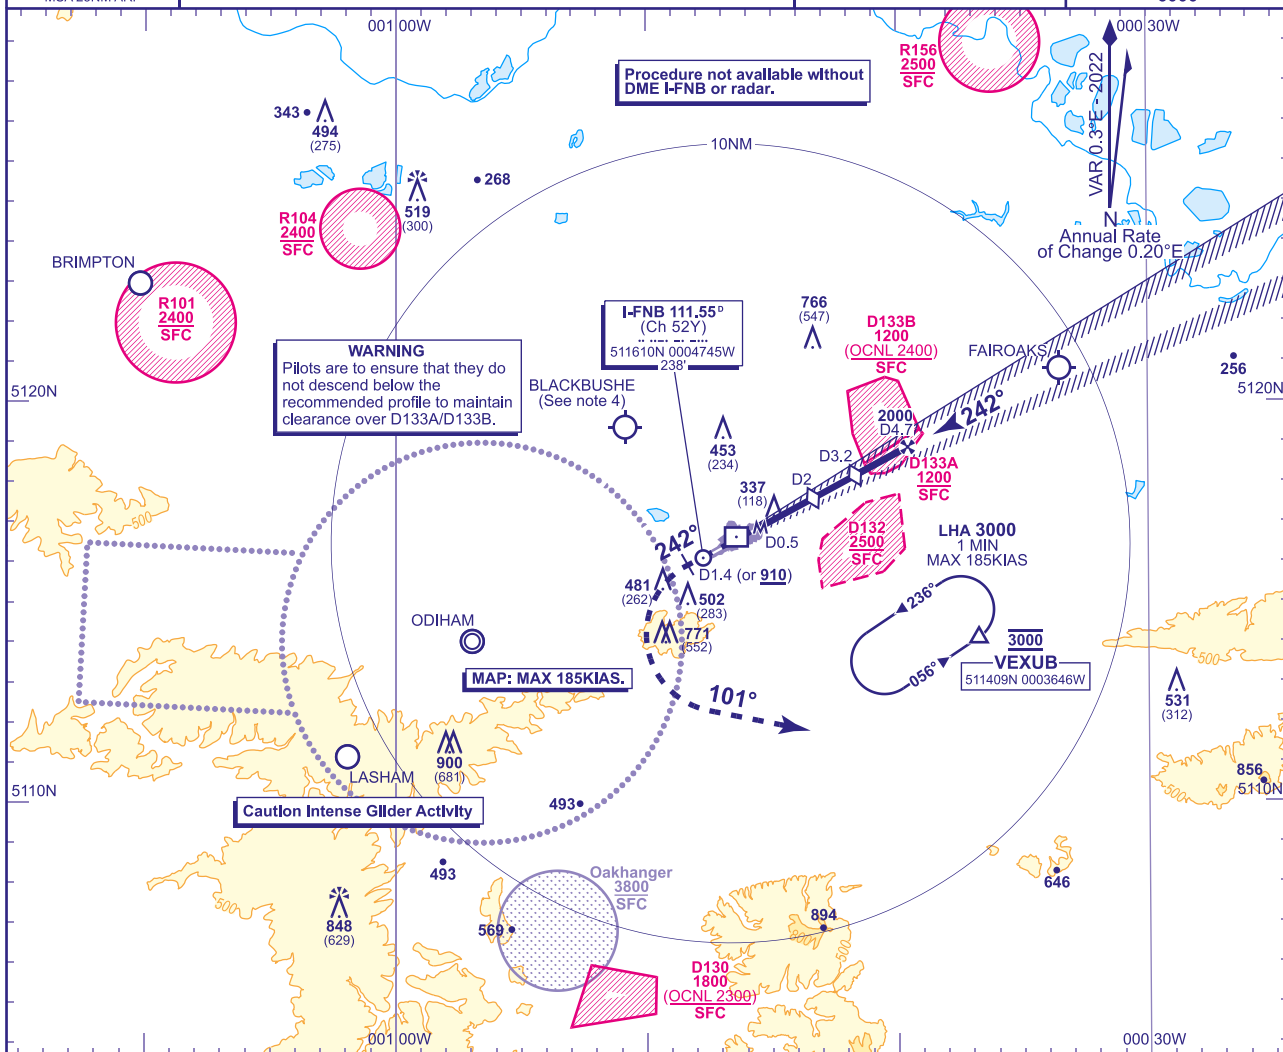 001 00W
000 30W
Procedure not available without
DME I-FNB or radar.
R156
2500
SFC
VAR 0.3°E - 2022
N
Annual Rate
of Change 0.20°E
343
494
(275)
10NM
268
519
(300)
R104
2400
SFC
BRIMPTON
R101
2400
SFC
I-FNB 111.55D
(Ch 52Y)
511610N 0004745W
238'
766
(547)
D133B
1200
(OCNL 2400)
SFC
FAIROAKS
256
WARNING
Pilots are to ensure that they do
not descend below the
recommended profile to maintain
clearance over D133A/D133B.
BLACKBUSHE
(See note 4)
5120N
5120N
2000
D4.7
242°
453
(234)
D3.2
D133A
1200
SFC
337
(118)
D2
500
D132
2500
SFC
LHA 3000
1 MIN
MAX 185KIAS
242°
D0.5
D1.4 (or 910)
481
(262)
502
(283)
236°
ODIHAM
771
(552)
3000
VEXUB
511409N 0003646W
056°
500
MAP: MAX 185KIAS.
101°
531
(312)
900
(681)
LASHAM
856
5110N
5110N
Caution Intense Glider Activity
493
493
Oakhanger
3800
SFC
646
500
848
(629)
569
894
D130
1800
(OCNL 2300)
SFC
001 00W
000 30W